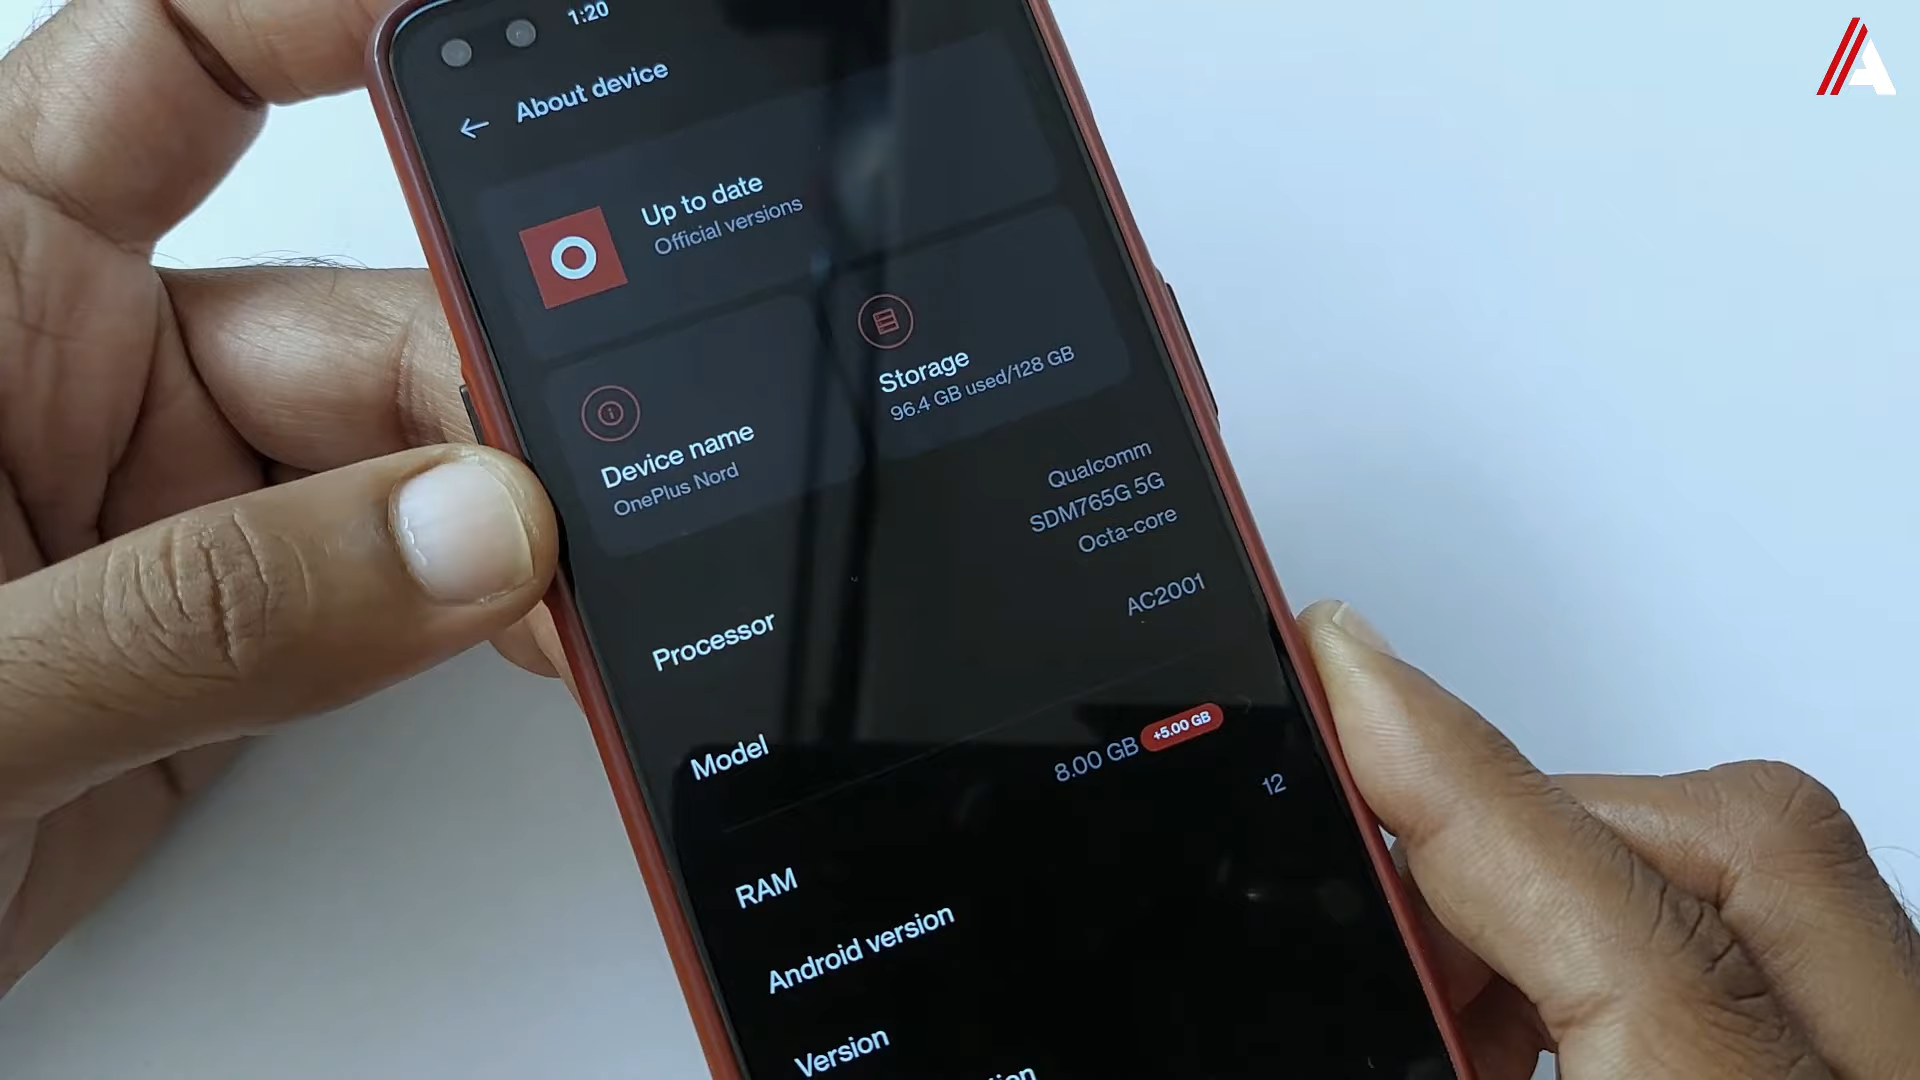 1:20
About device
Up to date
Official versions
Storage
96.4 GB used/128 GB
Device name
OnePlus Nord
Processor
Qualcomm
SDM765G 5G
Octa-core
Model
AC2001
RAM
8.00 GB +5.00 GB
Android version
12
Version